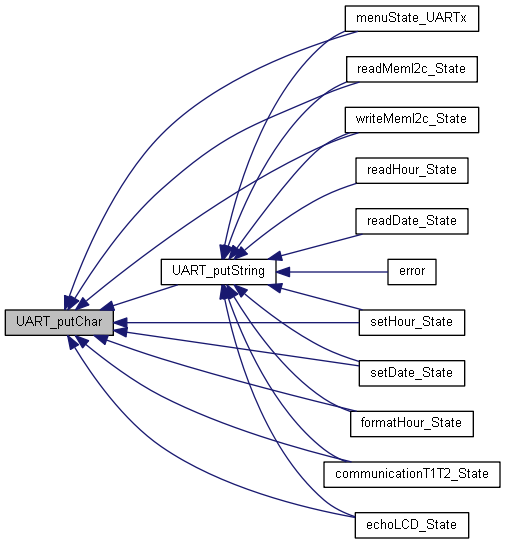 menuState_UARTx
readMemI2c_State
writeMemI2c_State
readHour_State
readDate_State
UART_putString
error
UART_putChar
setHour_State
setDate_State
formatHour_State
communicationT1T2_State
echoLCD_State